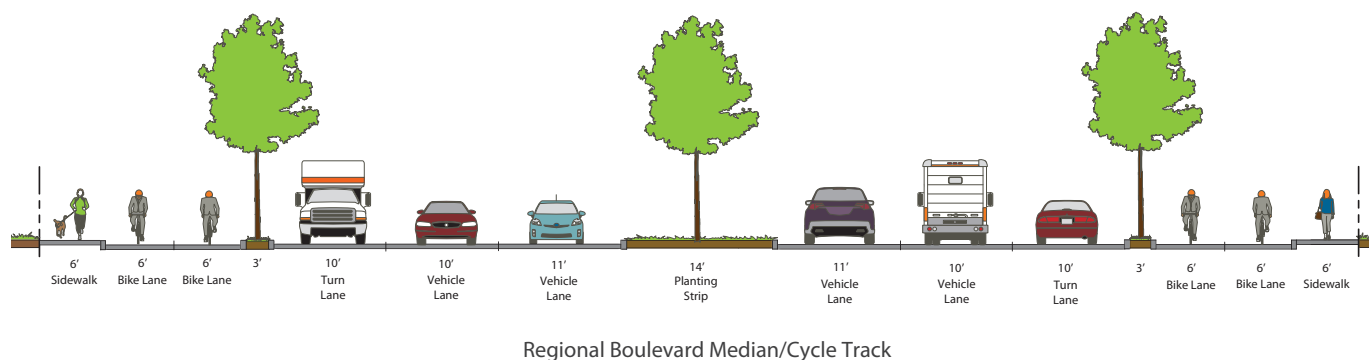 6’ 6’ 6’ 3’ 10’ 10’ 11’ 14’ 11’ 10’ 10’ 3’ 6’ 6’ 6’
Sidewalk Bike Lane Bike Lane Turn Vehicle Vehicle Planting Vehicle Vehicle Turn Bike Lane Bike Lane Sidewalk
Lane Lane Lane Strip Lane Lane Lane
Regional Boulevard Median/Cycle Track